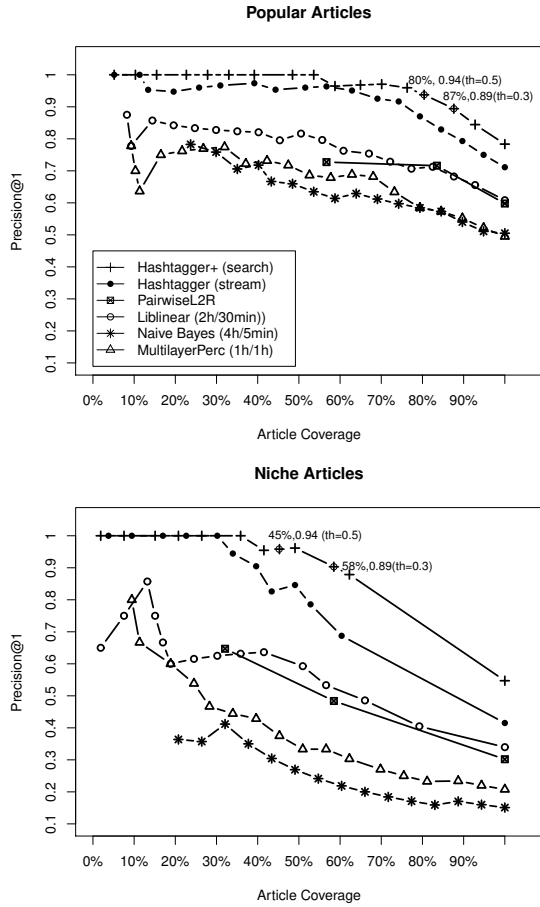 Popular Articles
Precision@1
1
0.9
0.8
0.7
0.6
0.5
0.4
0.3
0.2
0.1
80%, 0.94(th=0.5)
87%,0.89(th=0.3)
Hashtagger+ (search)
Hashtagger (stream)
PairwiseL2R
Liblinear (2h/30min))
Naive Bayes (4h/5min)
MultilayerPerc (1h/1h)
0% 10% 20% 30% 40% 50% 60% 70% 80% 90%
Article Coverage
Niche Articles
Precision@1
1
0.9
0.8
0.7
0.6
0.5
0.4
0.3
0.2
0.1
45%,0.94 (th=0.5)
58%,0.89(th=0.3)
0% 10% 20% 30% 40% 50% 60% 70% 80% 90%
Article Coverage